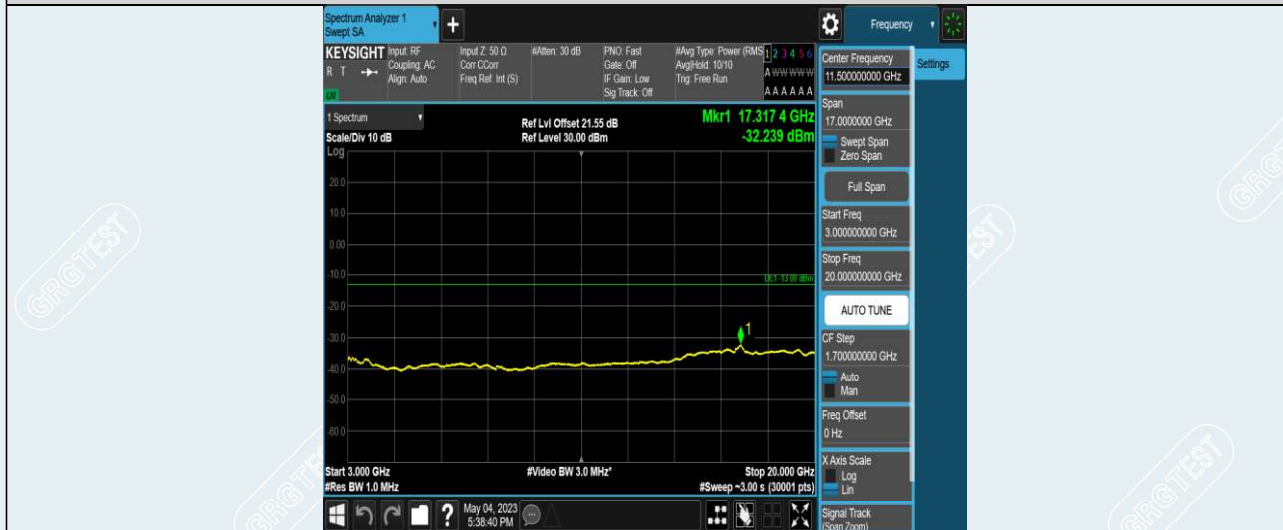 Spectrum Analyzer 1
Swept SA
+
Frequency
KEYSIGHT
R T
LXI
Input: RF
Coupling: AC
Align: Auto
Input Z: 50 Ω
Corr CCorr
Freq Ref: Int (S)
#Atten: 30 dB
PNO: Fast
Gate: Off
IF Gain: Low
Sig Track: Off
#Avg Type: Power (RMS
Avg|Hold: 10/10
Trig: Free Run
1 2 3 4 5 6
A W W W W W
A A A A A A
1 Spectrum
Scale/Div 10 dB
Log
Ref Lvl Offset 21.55 dB
Ref Level 30.00 dBm
Mkr1 17.317 4 GHz
-32.239 dBm
20.0
10.0
0.00
-10.0
-20.0
-30.0
-40.0
-50.0
-60.0
DL1 -13.00 dBm
1
Start 3.000 GHz
#Res BW 1.0 MHz
#Video BW 3.0 MHz*
Stop 20.000 GHz
#Sweep ~3.00 s (30001 pts)
Center Frequency
11.500000000 GHz
Settings
Span
17.0000000 GHz
Swept Span
Zero Span
Full Span
Start Freq
3.000000000 GHz
Stop Freq
20.000000000 GHz
AUTO TUNE
CF Step
1.700000000 GHz
Auto
Man
Freq Offset
0 Hz
X Axis Scale
Log
Lin
Signal Track
(Span Zoom)
?
May 04, 2023
5:38:40 PM
GRGTEST
GRGTEST
GRGTEST